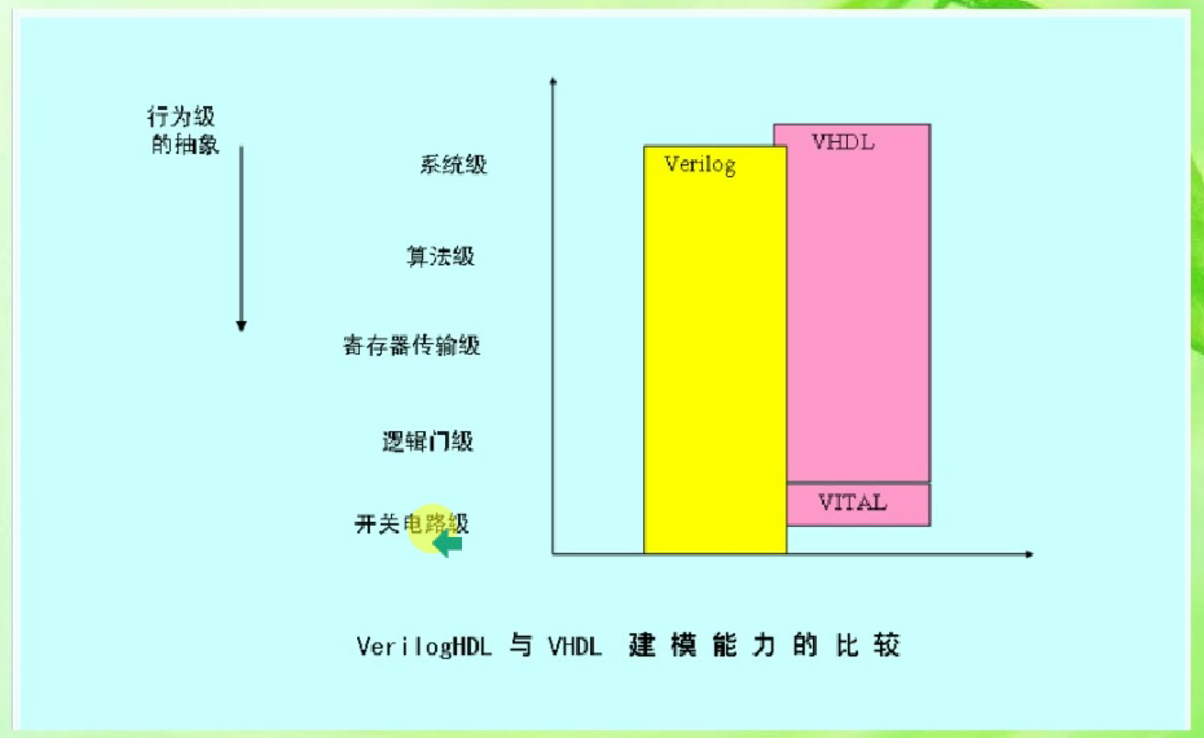 行为级
的抽象
系统级
算法级
寄存器传输级
逻辑门级
开关电路级
Verilog
VHDL
VITAL
VerilogHDL 与 VHDL 建模能力的比较